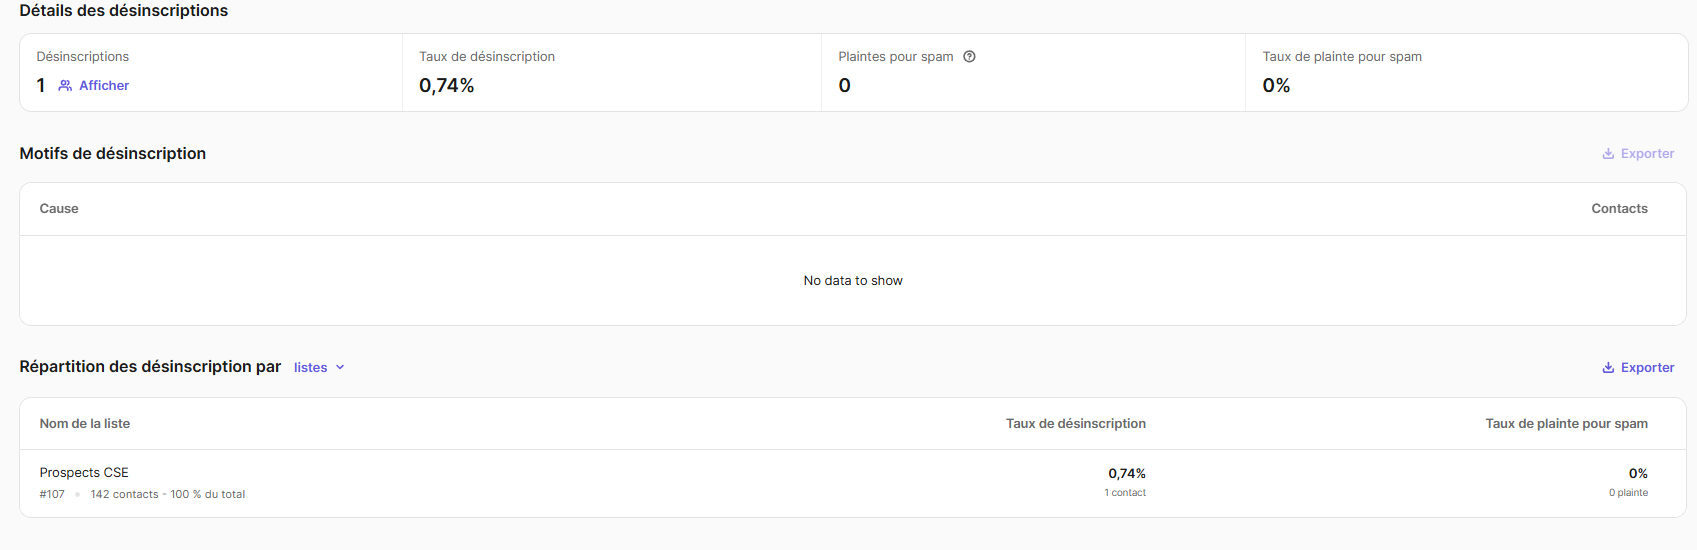 Détails des désinscriptions
Désinscriptions
Taux de désinscription
Plaintes pour spam
Taux de plainte pour spam
1 Afficher
0,74%
0
0%
Motifs de désinscription
Exporter
Cause
Contacts
No data to show
Répartition des désinscription par listes
Exporter
Nom de la liste
Taux de désinscription
Taux de plainte pour spam
Prospects CSE
0,74%
0%
#107 142 contacts - 100 % du total
1 contact
0 plainte